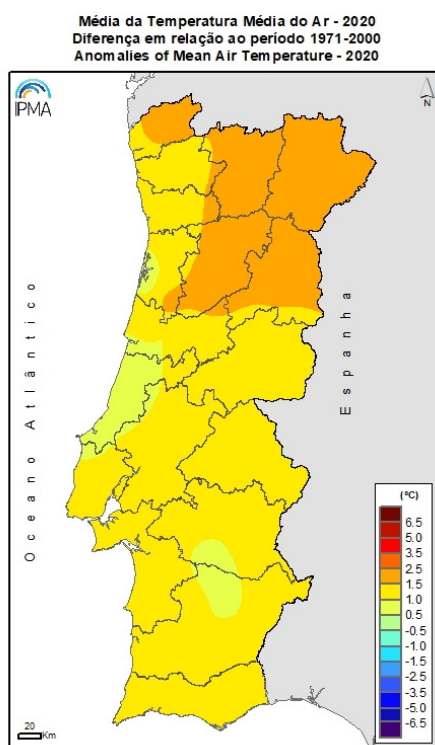 Média da Temperatura Média do Ar - 2020
Diferença em relação ao período 1971-2000
Anomalies of Mean Air Temperature - 2020
IPMA
N
Oceano Atlântico
Espanha
(ºC)
6.5
5.0
3.5
2.5
1.5
1.0
0.5
-0.5
-1.0
-1.5
-2.5
-3.5
-5.0
-6.5
20
Km